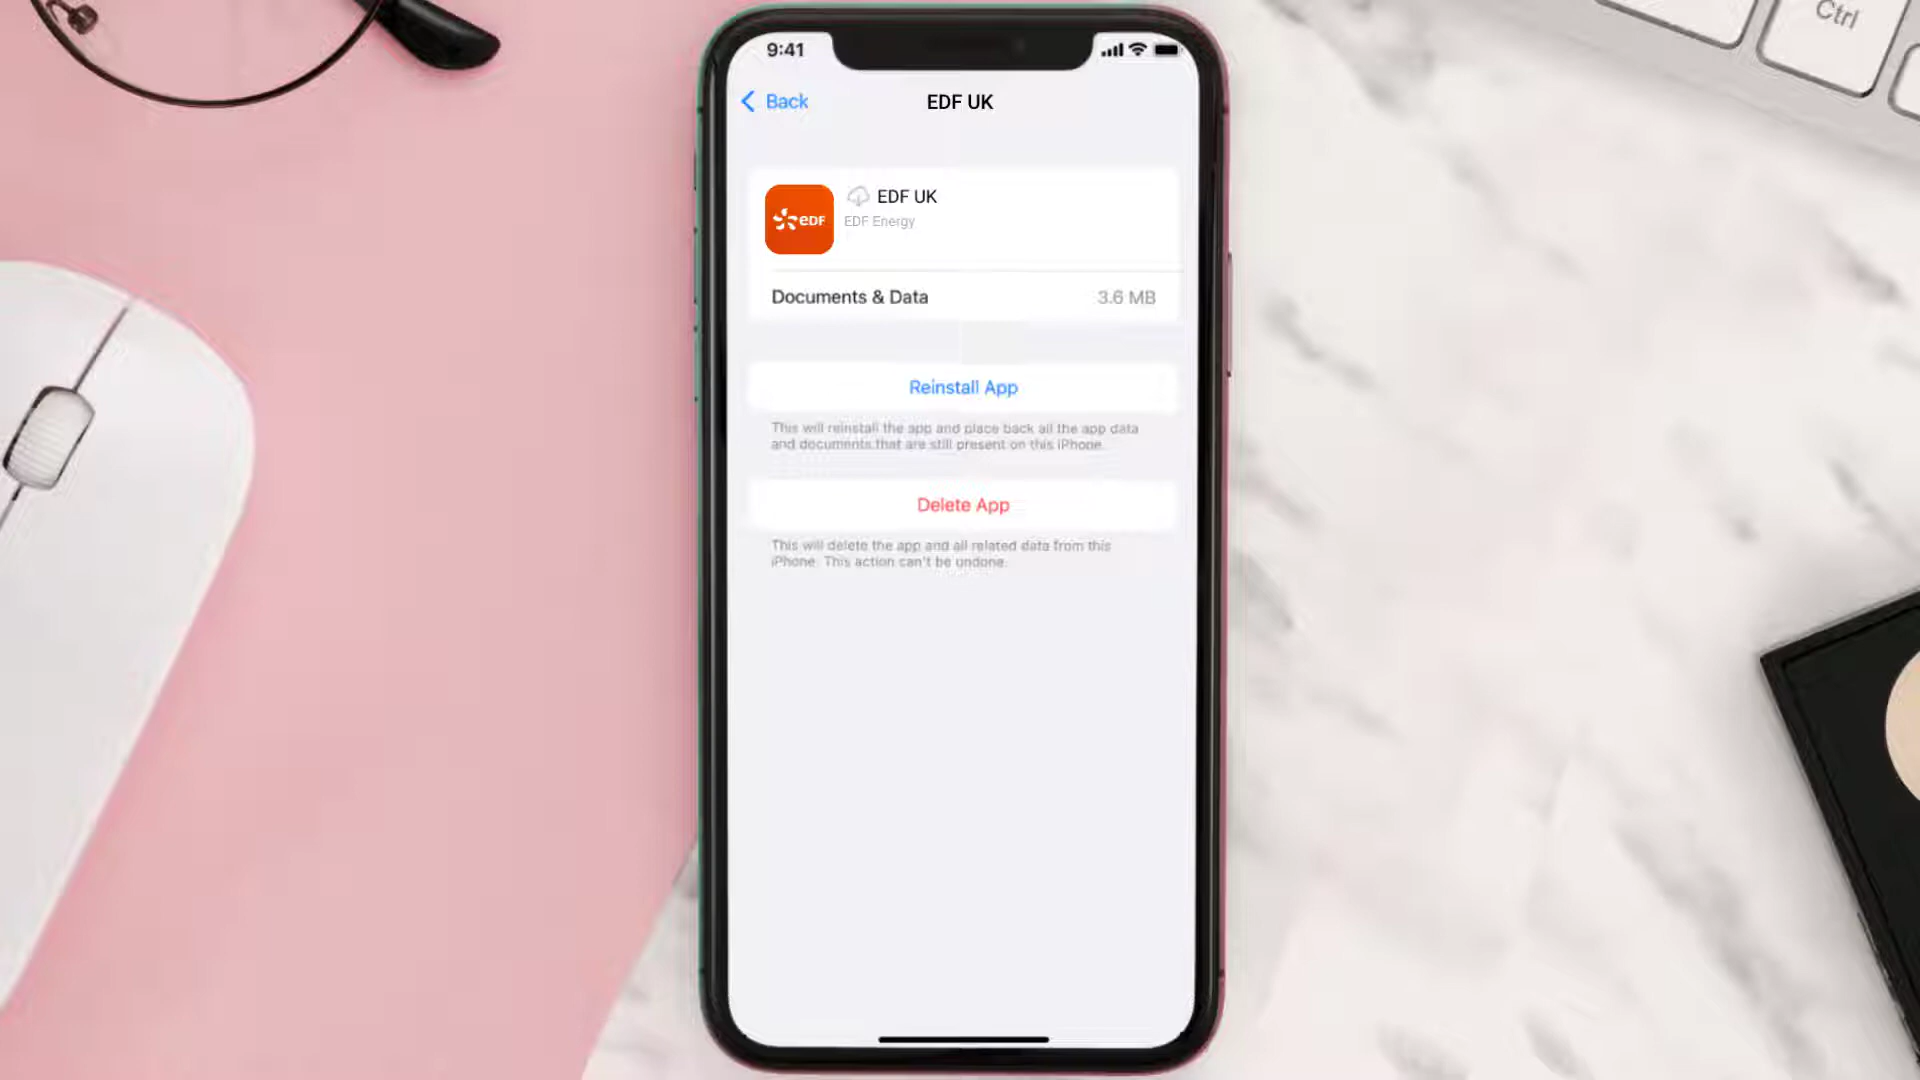 Ctrl
9:41
Back
EDF UK
EDF UK
EDF Energy
eDF
Documents & Data
3.6 MB
Reinstall App
This will reinstall the app and place back all the app data
and documents that are still present on this iPhone.
Delete App
This will delete the app and all related data from this
iPhone. This action can't be undone.